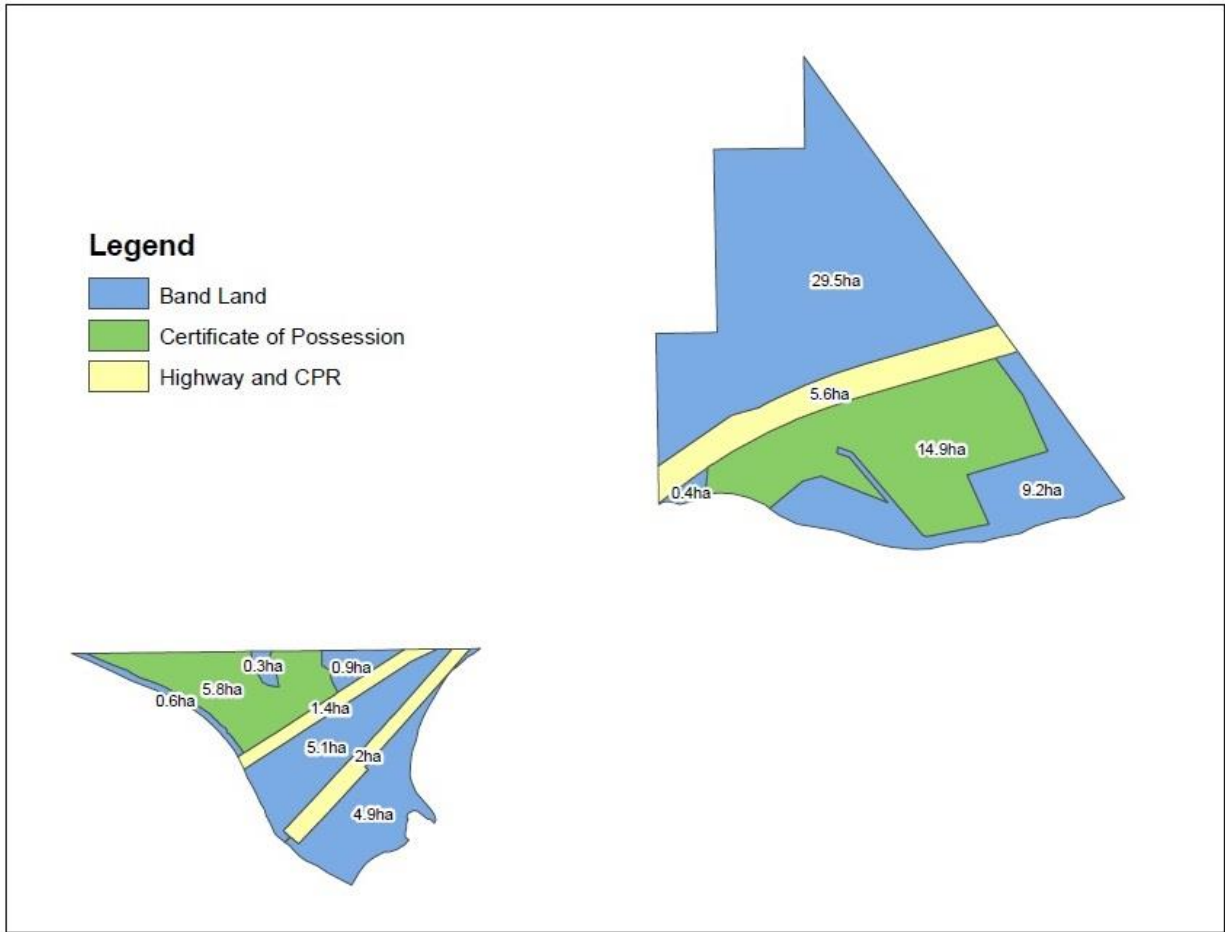 Legend
Band Land
Certificate of Possession
Highway and CPR
29.5ha
5.6ha
14.9ha
9.2ha
0.4ha
0.3ha
0.9ha
5.8ha
0.6ha
1.4ha
5.1ha
2ha
4.9ha